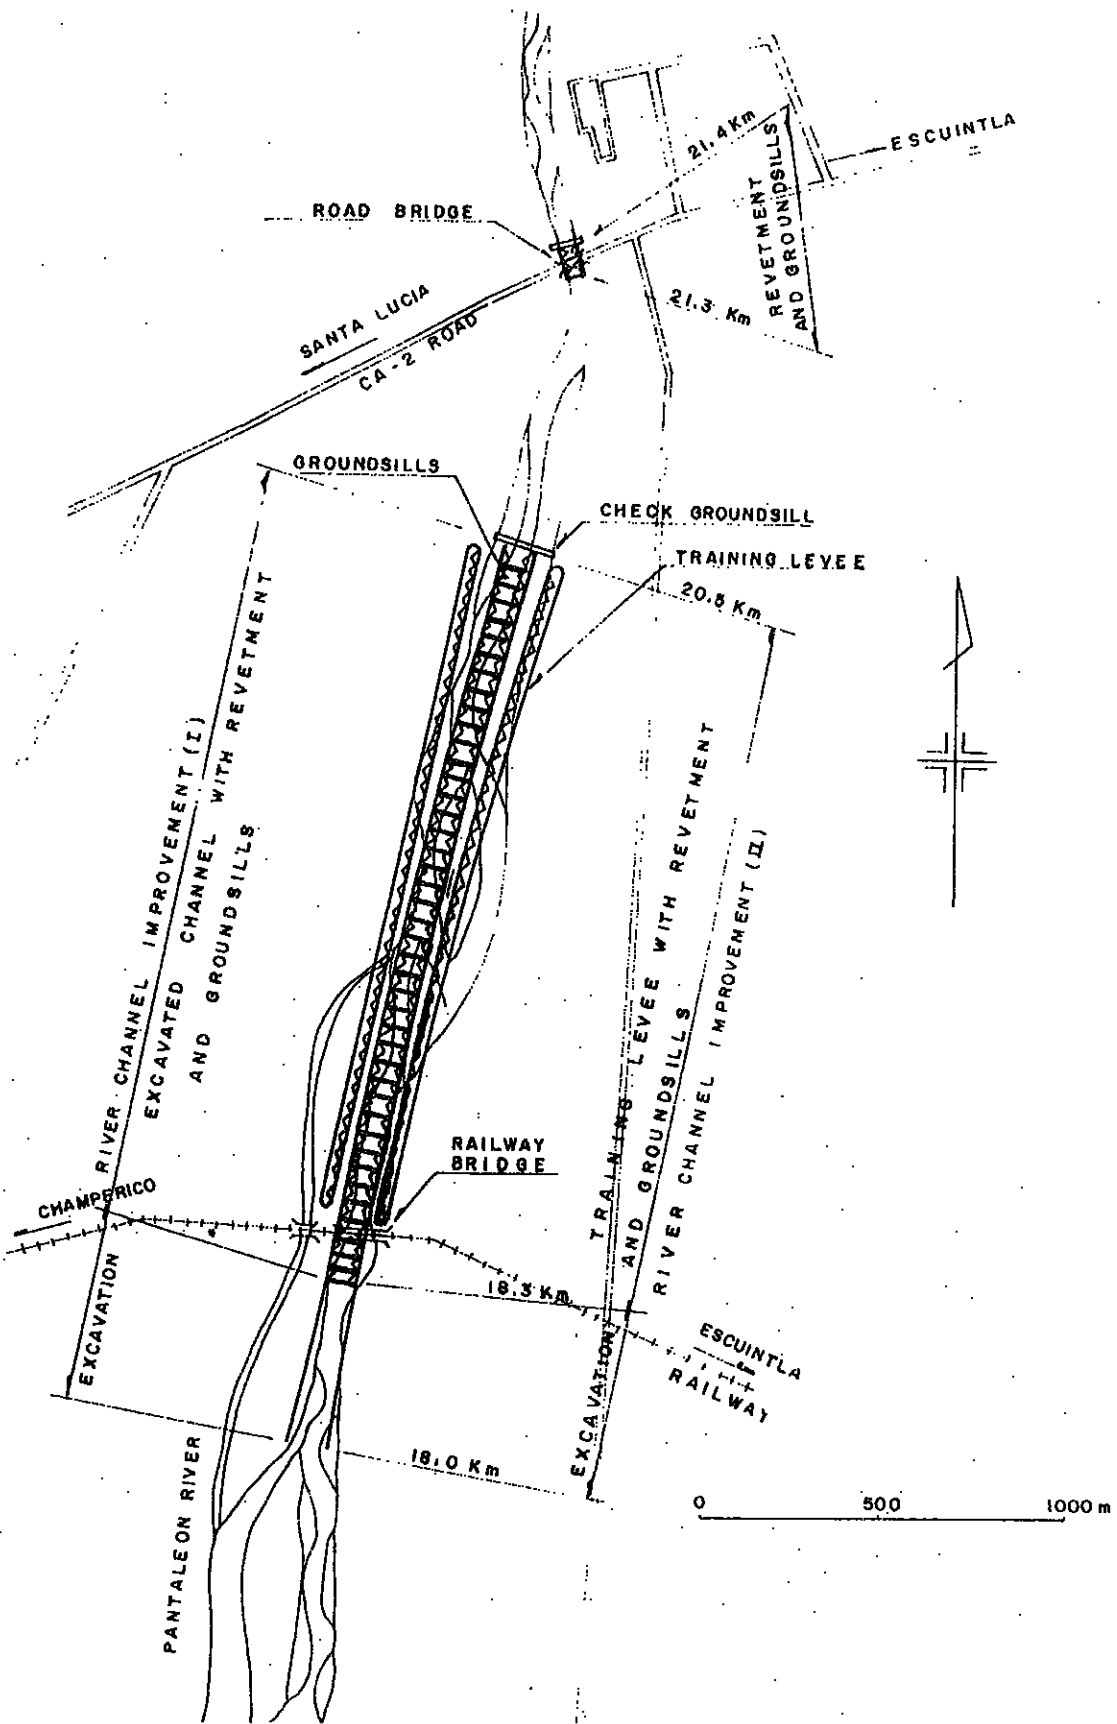 21.4 Km
ESCUINTLA
REVETMENT
AND GROUNDSILLS
ROAD BRIDGE
21.3 Km
SANTA LUCIA
CA-2 ROAD
GROUNDSILLS
CHECK GROUNDSILL
TRAINING LEVEE
20.5 Km
RIVER CHANNEL IMPROVEMENT (I)
EXCAVATED CHANNEL WITH REVETMENT
AND GROUNDSILLS
TRAINING LEVEE WITH REVETMENT
AND GROUNDSILLS
RIVER CHANNEL IMPROVEMENT (II)
RAILWAY
BRIDGE
CHAMPERICO
EXCAVATION
18.3 Km
ESCUINTLA
RAILWAY
EXCAVATION
18.0 Km
PANTALEON RIVER
0 500 1000 m